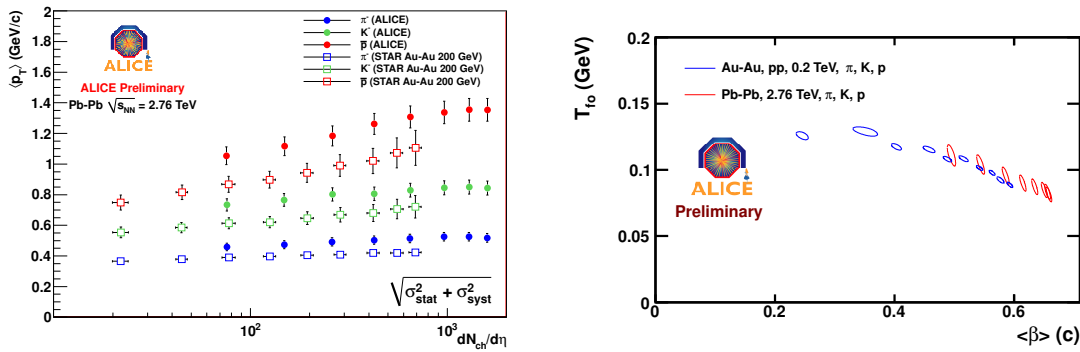 ⟨p_T⟩ (GeV/c)
2
1.8
1.6
1.4
1.2
1
0.8
0.6
0.4
0.2
0
ALICE
ALICE Preliminary
Pb-Pb √s_NN = 2.76 TeV
π⁻ (ALICE)
K⁻ (ALICE)
p̄ (ALICE)
π⁻ (STAR Au-Au 200 GeV)
K⁻ (STAR Au-Au 200 GeV)
p̄ (STAR Au-Au 200 GeV)
√σ²_stat + σ²_syst
10² 10³
dN_ch/dη
T_fo (GeV)
0.2
0.15
0.1
0.05
0
Au-Au, pp, 0.2 TeV, π, K, p
Pb-Pb, 2.76 TeV, π, K, p
ALICE
Preliminary
0 0.2 0.4 0.6
<β> (c)